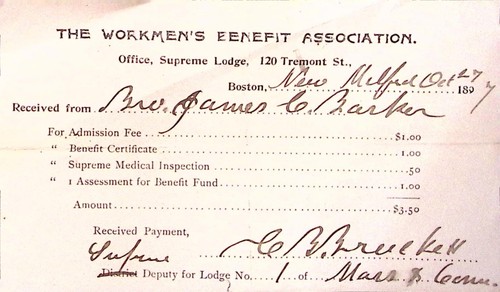 THE WORKMEN'S BENEFIT ASSOCIATION.
Office, Supreme Lodge, 120 Tremont St.,
Boston, New Milford Oct 27 1897
Received from Bro. James C. Barker
For Admission Fee $1.00
" Benefit Certificate 1.00
" Supreme Medical Inspection .50
" 1 Assessment for Benefit Fund 1.00
Amount $3.50
Received Payment,
Supreme C B
District Deputy for Lodge No. 1 of Mass & Conn.